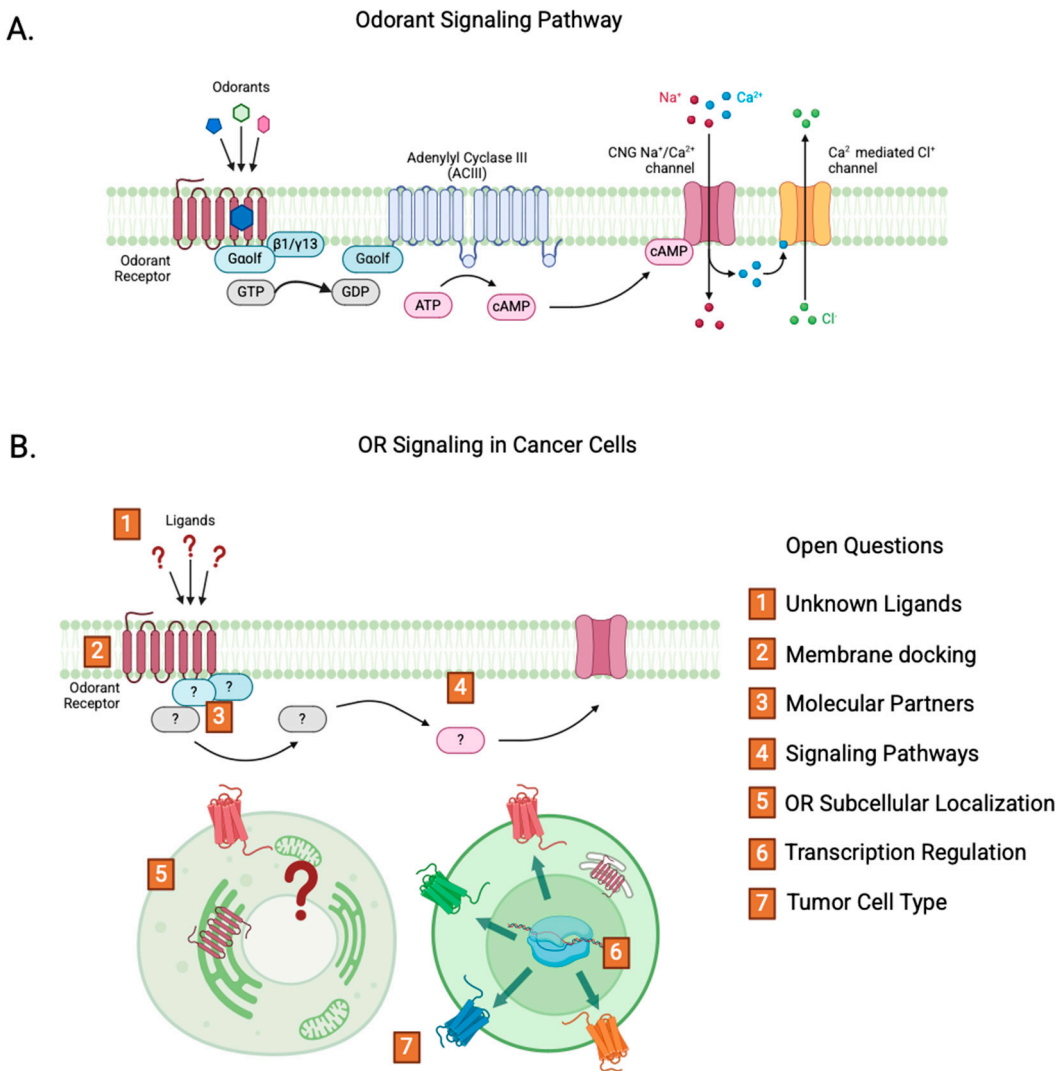 A.
Odorant Signaling Pathway
Odorants
Na⁺
Ca²⁺
Adenylyl Cyclase III
(ACIII)
CNG Na⁺/Ca²⁺
channel
Ca² mediated Cl⁺
channel
Odorant
Receptor
Gαolf
β1/γ13
Gαolf
cAMP
GTP
GDP
ATP
cAMP
Cl⁻
B.
OR Signaling in Cancer Cells
1
Ligands
? ? ?
2
Odorant
Receptor
?
?
?
3
?
4
?
Open Questions
1 Unknown Ligands
2 Membrane docking
3 Molecular Partners
4 Signaling Pathways
5 OR Subcellular Localization
6 Transcription Regulation
7 Tumor Cell Type
5
?
6
7